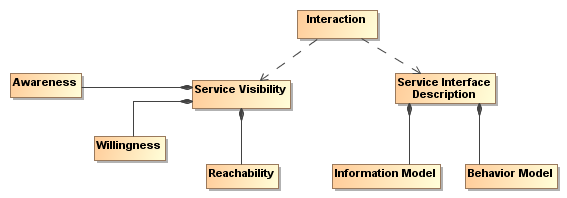 Interaction
Awareness
Service Visibility
Service Interface
Description
Willingness
Reachability
Information Model
Behavior Model